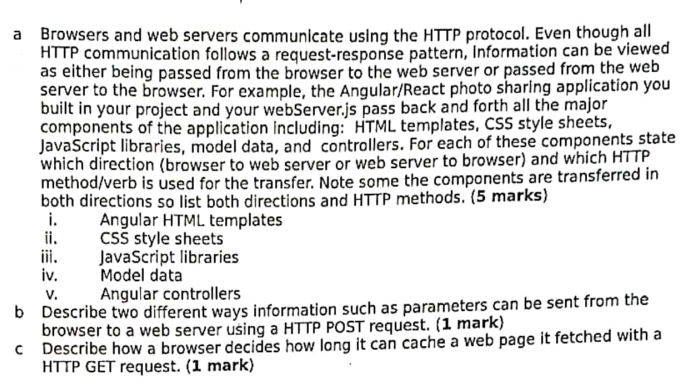 a Browsers and web servers communicate using the HTTP protocol. Even though all
HTTP communication follows a request-response pattern, Information can be viewed
as either being passed from the browser to the web server or passed from the web
server to the browser. For example, the Angular/React photo sharing application you
built in your project and your webServer.js pass back and forth all the major
components of the application including: HTML templates, CSS style sheets,
JavaScript libraries, model data, and controllers. For each of these components state
which direction (browser to web server or web server to browser) and which HTTP
method/verb is used for the transfer. Note some the components are transferred in
both directions so list both directions and HTTP methods. (5 marks)
i. Angular HTML templates
ii. CSS style sheets
iii. JavaScript libraries
iv. Model data
v. Angular controllers
b Describe two different ways information such as parameters can be sent from the
browser to a web server using a HTTP POST request. (1 mark)
c Describe how a browser decides how long it can cache a web page it fetched with a
HTTP GET request. (1 mark)